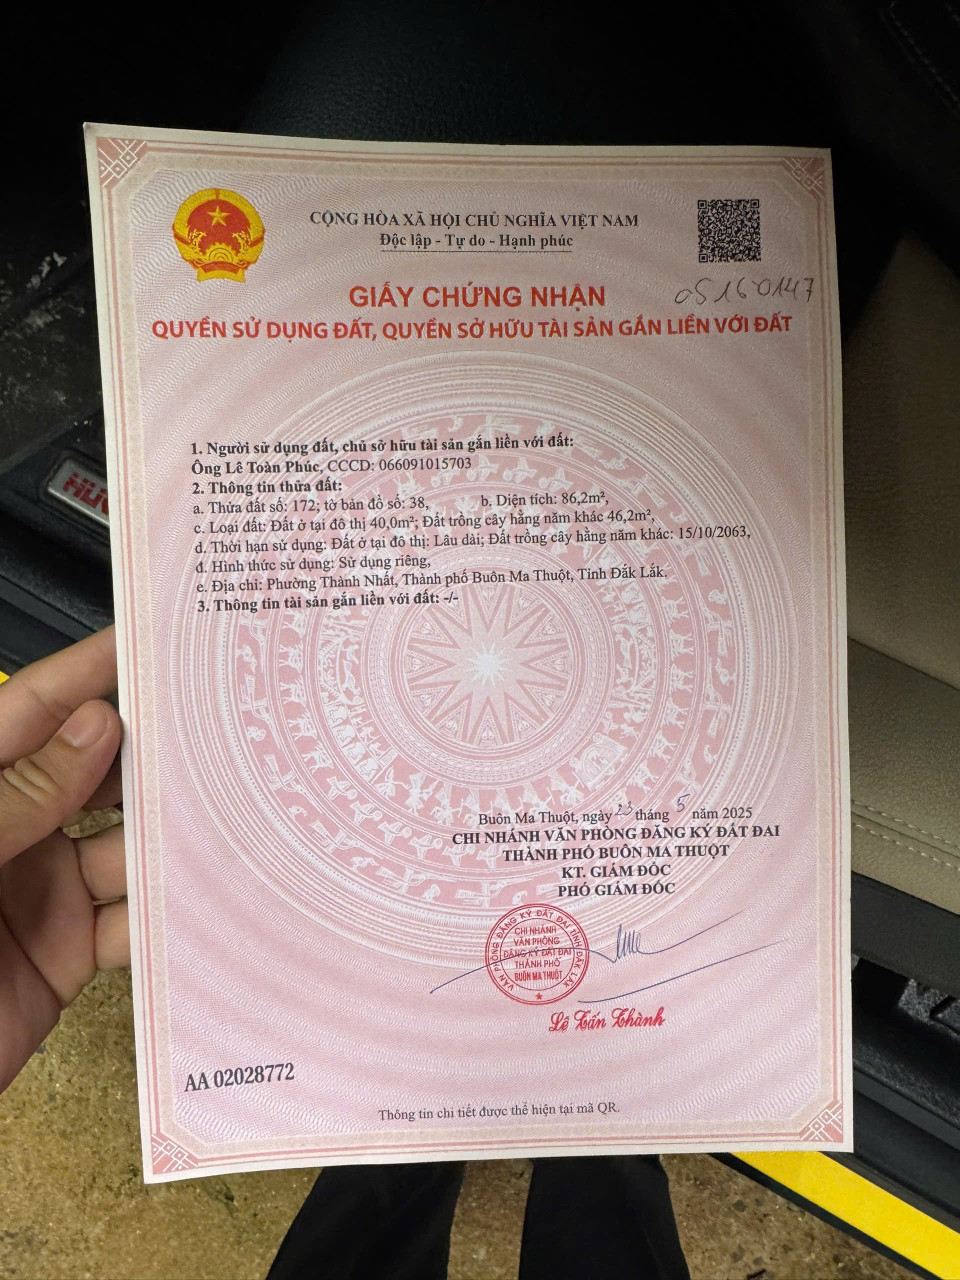 CỘNG HÒA XÃ HỘI CHỦ NGHĨA VIỆT NAM
Độc lập - Tự do - Hạnh phúc
GIẤY CHỨNG NHẬN
05160147
QUYỀN SỬ DỤNG ĐẤT, QUYỀN SỞ HỮU TÀI SẢN GẮN LIỀN VỚI ĐẤT
1. Người sử dụng đất, chủ sở hữu tài sản gắn liền với đất:
Ông Lê Toàn Phúc, CCCD: 066091015703
2. Thông tin thửa đất:
a. Thửa đất số: 172; tờ bản đồ số: 38, b. Diện tích: 86,2m²,
c. Loại đất: Đất ở tại đô thị 40,0m²; Đất trồng cây hằng năm khác 46,2m²,
d. Thời hạn sử dụng: Đất ở tại đô thị: Lâu dài; Đất trồng cây hằng năm khác: 15/10/2063,
đ. Hình thức sử dụng: Sử dụng riêng,
e. Địa chỉ: Phường Thành Nhất, Thành phố Buôn Ma Thuột, Tỉnh Đắk Lắk.
3. Thông tin tài sản gắn liền với đất: -/-
Buôn Ma Thuột, ngày 23 tháng 5 năm 2025
CHI NHÁNH VĂN PHÒNG ĐĂNG KÝ ĐẤT ĐAI
THÀNH PHỐ BUÔN MA THUỘT
KT. GIÁM ĐỐC
PHÓ GIÁM ĐỐC
VĂN PHÒNG ĐĂNG KÝ ĐẤT ĐAI TỈNH ĐẮK LẮK
CHI NHÁNH
VĂN PHÒNG
ĐĂNG KÝ ĐẤT ĐAI
THÀNH PHỐ
BUÔN MA THUỘT
Lê Tấn Thành
AA 02028772
Thông tin chi tiết được thể hiện tại mã QR.